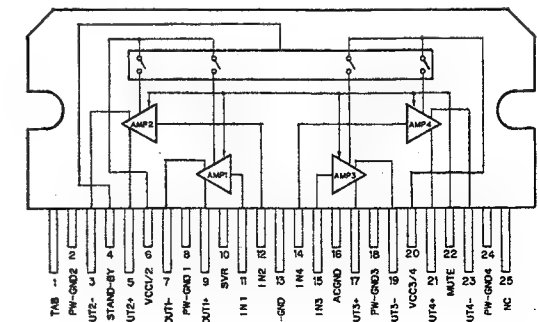 AMP2
AMP4
AMP1
AMP3
2 4 6 8 10 12 14 16 18 20 22 24
1 3 5 7 9 11 13 15 17 19 21 23 25
TAB
PW-GND2
UT2-
STAND-BY
UT2+
VCC1/2
OUT1-
PW-GND1
OUT1+
SVR
IN1
IN2
-GND
IN4
IN3
ACGND
UT3+
PW-GND3
UT3-
VCC3/4
UT4+
MUTE
UT4-
PW-GND4
NC